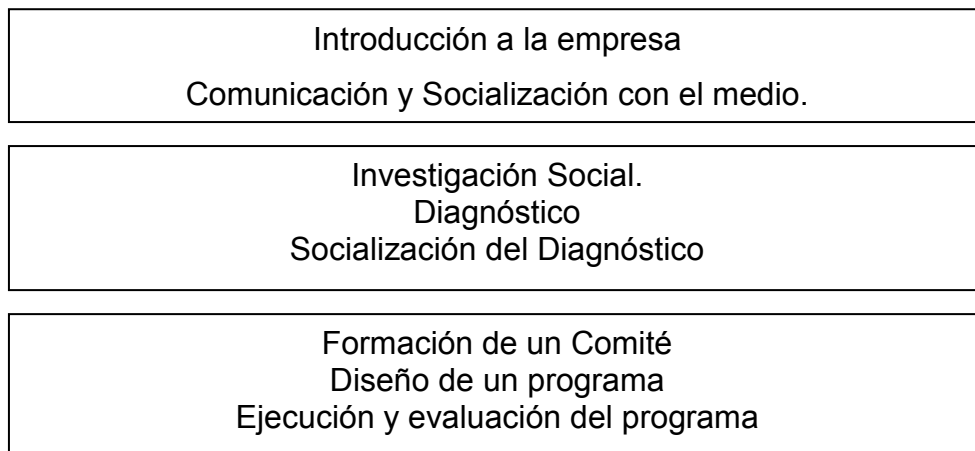 Introducción a la empresa
Comunicación y Socialización con el medio.
Investigación Social.
Diagnóstico
Socialización del Diagnóstico
Formación de un Comité
Diseño de un programa
Ejecución y evaluación del programa